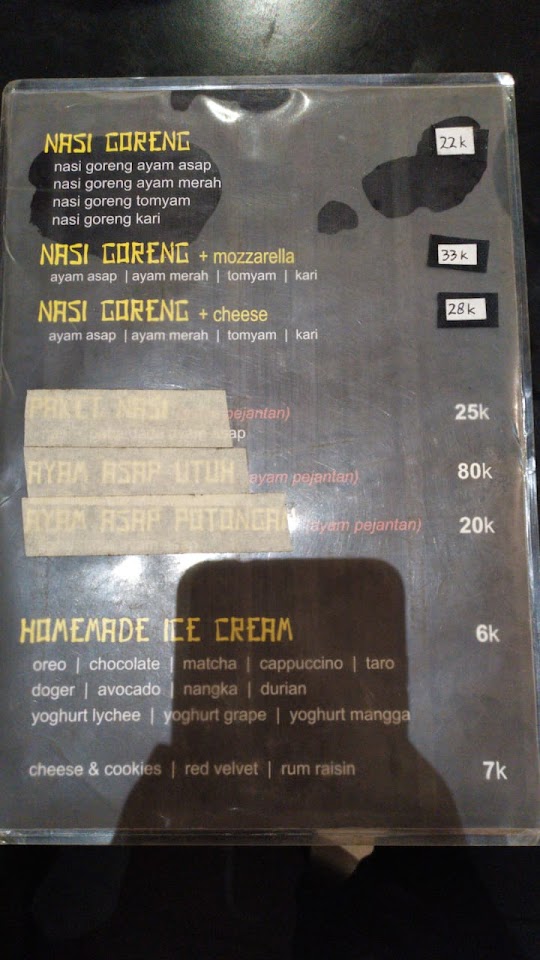 NASI GORENG 22k
nasi goreng ayam asap
nasi goreng ayam merah
nasi goreng tomyam
nasi goreng kari
NASI GORENG + mozzarella 33k
ayam asap | ayam merah | tomyam | kari
NASI GORENG + cheese 28k
ayam asap | ayam merah | tomyam | kari
PAKET NASI pejantan) 25k
asap
AYAM ASAP UTUH (ayam pejantan) 80k
AYAM ASAP POTONGAN (ayam pejantan) 20k
HOMEMADE ICE CREAM 6k
oreo | chocolate | matcha | cappuccino | taro
doger | avocado | nangka | durian
yoghurt lychee | yoghurt grape | yoghurt mangga
cheese & cookies | red velvet | rum raisin 7k